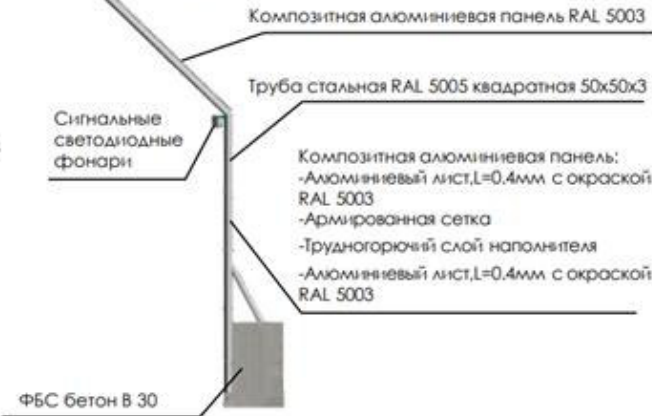 Композитная алюминиевая панель RAL 5003
Труба стальная RAL 5005 квадратная 50х50х3
Сигнальные
светодиодные
фонари
Композитная алюминиевая панель:
-Алюминиевый лист,L=0.4мм с окраской
RAL 5003
-Армированная сетка
-Трудногорючий слой наполнителя
-Алюминиевый лист,L=0.4мм с окраской
RAL 5003
ФБС бетон В 30